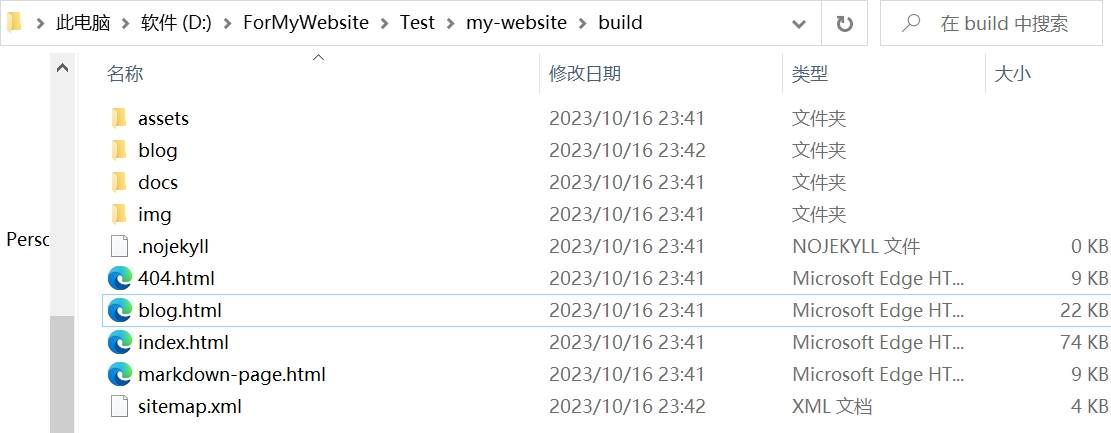 此电脑 软件 (D:) ForMyWebsite Test my-website build 在 build 中搜索
名称 修改日期 类型 大小
assets 2023/10/16 23:41 文件夹
blog 2023/10/16 23:42 文件夹
docs 2023/10/16 23:41 文件夹
img 2023/10/16 23:41 文件夹
Persc .nojekyll 2023/10/16 23:41 NOJEKYLL 文件 0 KB
404.html 2023/10/16 23:41 Microsoft Edge HT... 9 KB
blog.html 2023/10/16 23:41 Microsoft Edge HT... 22 KB
index.html 2023/10/16 23:41 Microsoft Edge HT... 74 KB
markdown-page.html 2023/10/16 23:41 Microsoft Edge HT... 9 KB
sitemap.xml 2023/10/16 23:42 XML 文档 4 KB